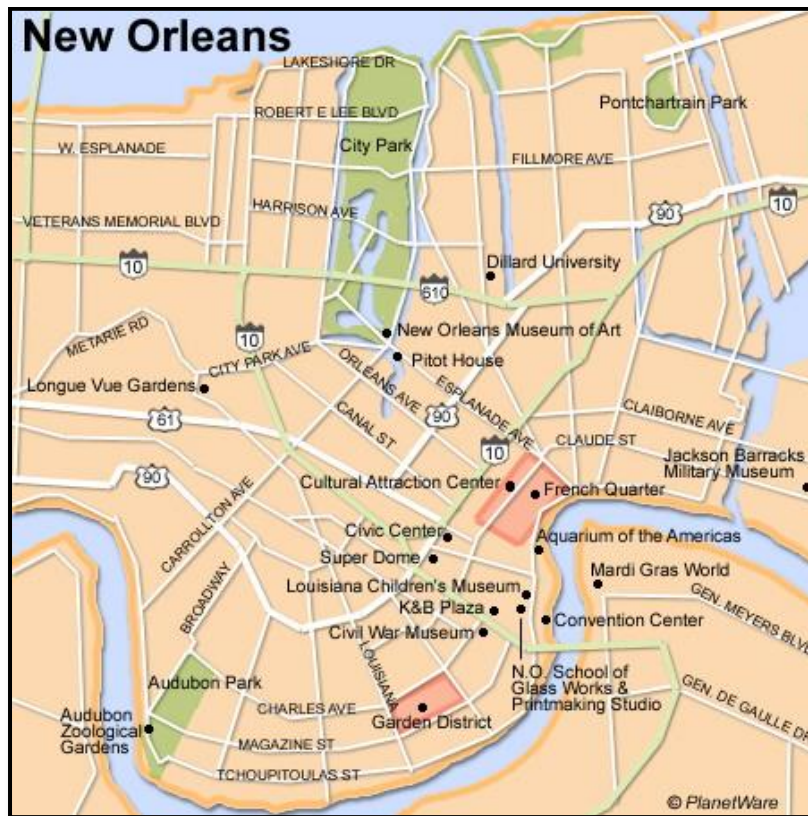 New Orleans
LAKESHORE DR
ROBERT E LEE BLVD
Pontchartrain Park
City Park
W. ESPLANADE
FILLMORE AVE
HARRISON AVE
90
10
VETERANS MEMORIAL BLVD
10
Dillard University
610
10
New Orleans Museum of Art
METARIE RD
CITY PARK AVE
Pitot House
Longue Vue Gardens
ORLEANS AVE
ESPLANADE AVE
61
CANAL ST
90
CLAIBORNE AVE
10
CLAUDE ST
90
Jackson Barracks
Military Museum
Cultural Attraction Center
French Quarter
CARROLLTON AVE
Civic Center
Aquarium of the Americas
Super Dome
Mardi Gras World
BROADWAY
Louisiana Children's Museum
K&B Plaza
GEN. MEYERS BLVD
Civil War Museum
Convention Center
LOUISIANA
N.O. School of
Glass Works &
Printmaking Studio
Audubon Park
GEN. DE GAULLE DR
CHARLES AVE
Garden District
Audubon
Zoological
Gardens
MAGAZINE ST
TCHOUPITOULAS ST
© PlanetWare